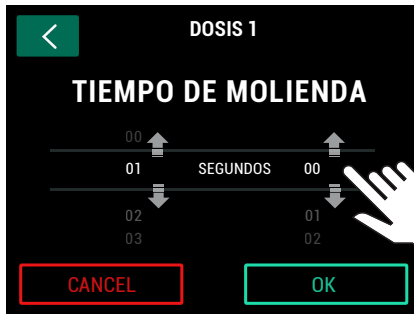 DOSIS 1
TIEMPO DE MOLIENDA
00
01 SEGUNDOS 00
02 01
03 02
CANCEL OK